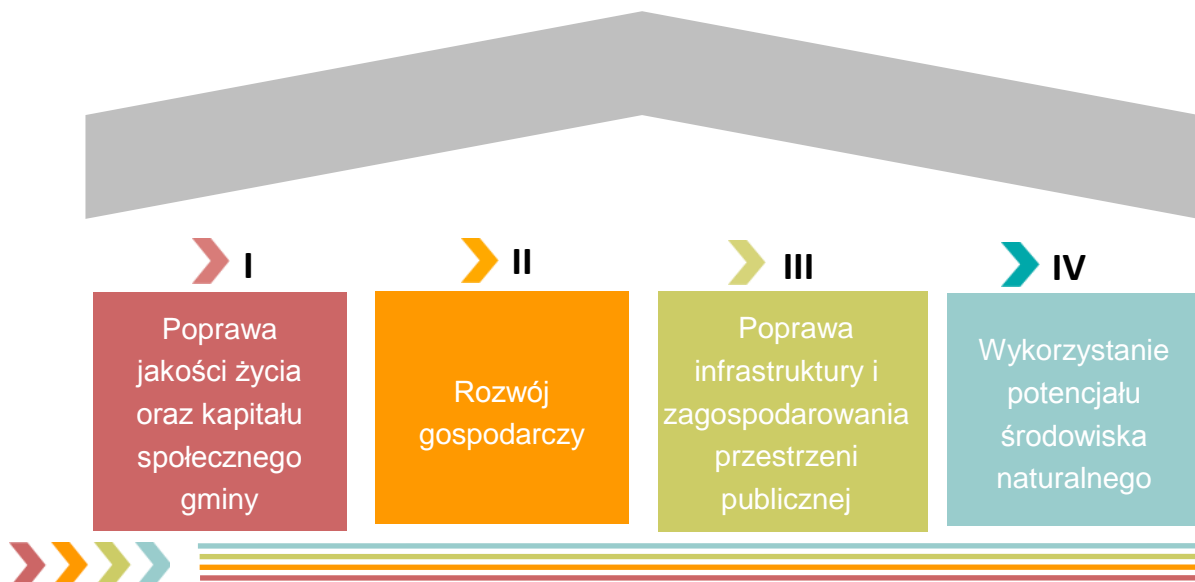 I
Poprawa
jakości życia
oraz kapitału
społecznego
gminy
II
Rozwój
gospodarczy
III
Poprawa
infrastruktury i
zagospodarowania
przestrzeni
publicznej
IV
Wykorzystanie
potencjału
środowiska
naturalnego